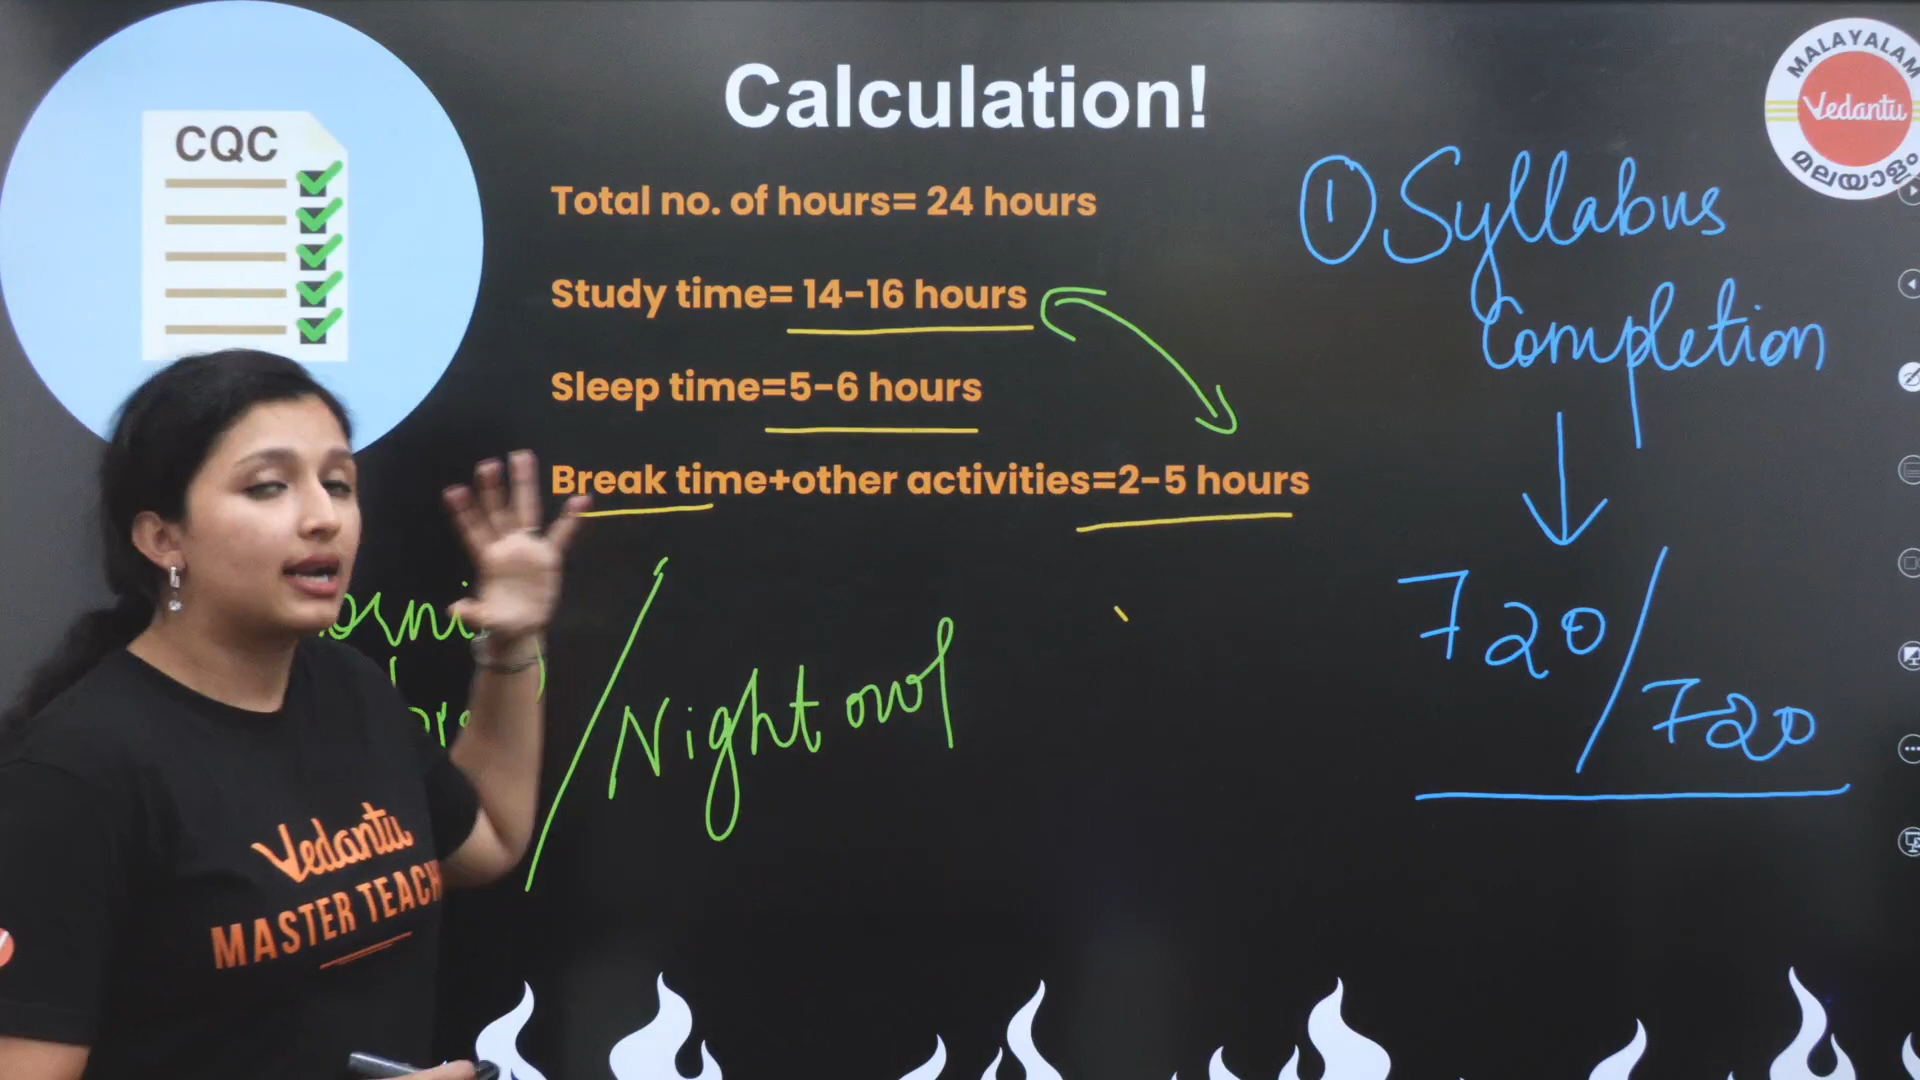 CQC
Calculation!
Total no. of hours= 24 hours
Study time= 14-16 hours
Sleep time=5-6 hours
Break time+other activities=2-5 hours
Night owl
① Syllabus
Completion
720/720
MALAYALAM
Vedantu
മലയാളം
Vedantu
MASTER